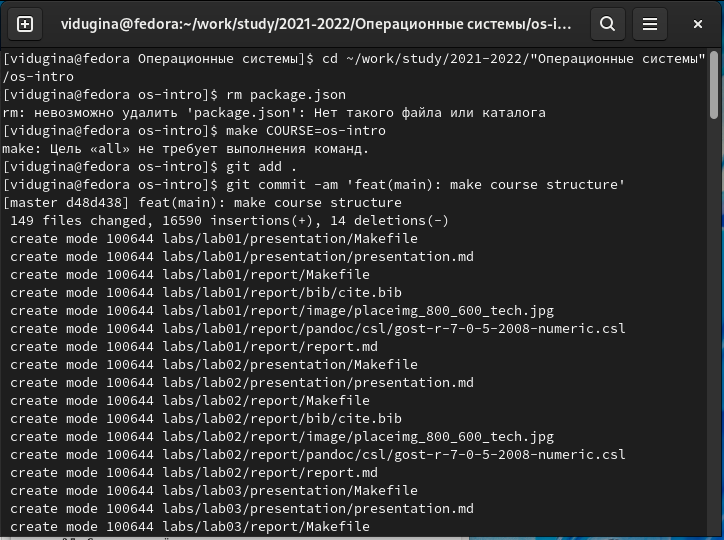 vidugina@fedora:~/work/study/2021-2022/Операционные системы/os-i...
[vidugina@fedora Операционные системы]$ cd ~/work/study/2021-2022/"Операционные системы"
/os-intro
[vidugina@fedora os-intro]$ rm package.json
rm: невозможно удалить 'package.json': Нет такого файла или каталога
[vidugina@fedora os-intro]$ make COURSE=os-intro
make: Цель «all» не требует выполнения команд.
[vidugina@fedora os-intro]$ git add .
[vidugina@fedora os-intro]$ git commit -am 'feat(main): make course structure'
[master d48d438] feat(main): make course structure
 149 files changed, 16590 insertions(+), 14 deletions(-)
 create mode 100644 labs/lab01/presentation/Makefile
 create mode 100644 labs/lab01/presentation/presentation.md
 create mode 100644 labs/lab01/report/Makefile
 create mode 100644 labs/lab01/report/bib/cite.bib
 create mode 100644 labs/lab01/report/image/placeimg_800_600_tech.jpg
 create mode 100644 labs/lab01/report/pandoc/csl/gost-r-7-0-5-2008-numeric.csl
 create mode 100644 labs/lab01/report/report.md
 create mode 100644 labs/lab02/presentation/Makefile
 create mode 100644 labs/lab02/presentation/presentation.md
 create mode 100644 labs/lab02/report/Makefile
 create mode 100644 labs/lab02/report/bib/cite.bib
 create mode 100644 labs/lab02/report/image/placeimg_800_600_tech.jpg
 create mode 100644 labs/lab02/report/pandoc/csl/gost-r-7-0-5-2008-numeric.csl
 create mode 100644 labs/lab02/report/report.md
 create mode 100644 labs/lab03/presentation/Makefile
 create mode 100644 labs/lab03/presentation/presentation.md
 create mode 100644 labs/lab03/report/Makefile